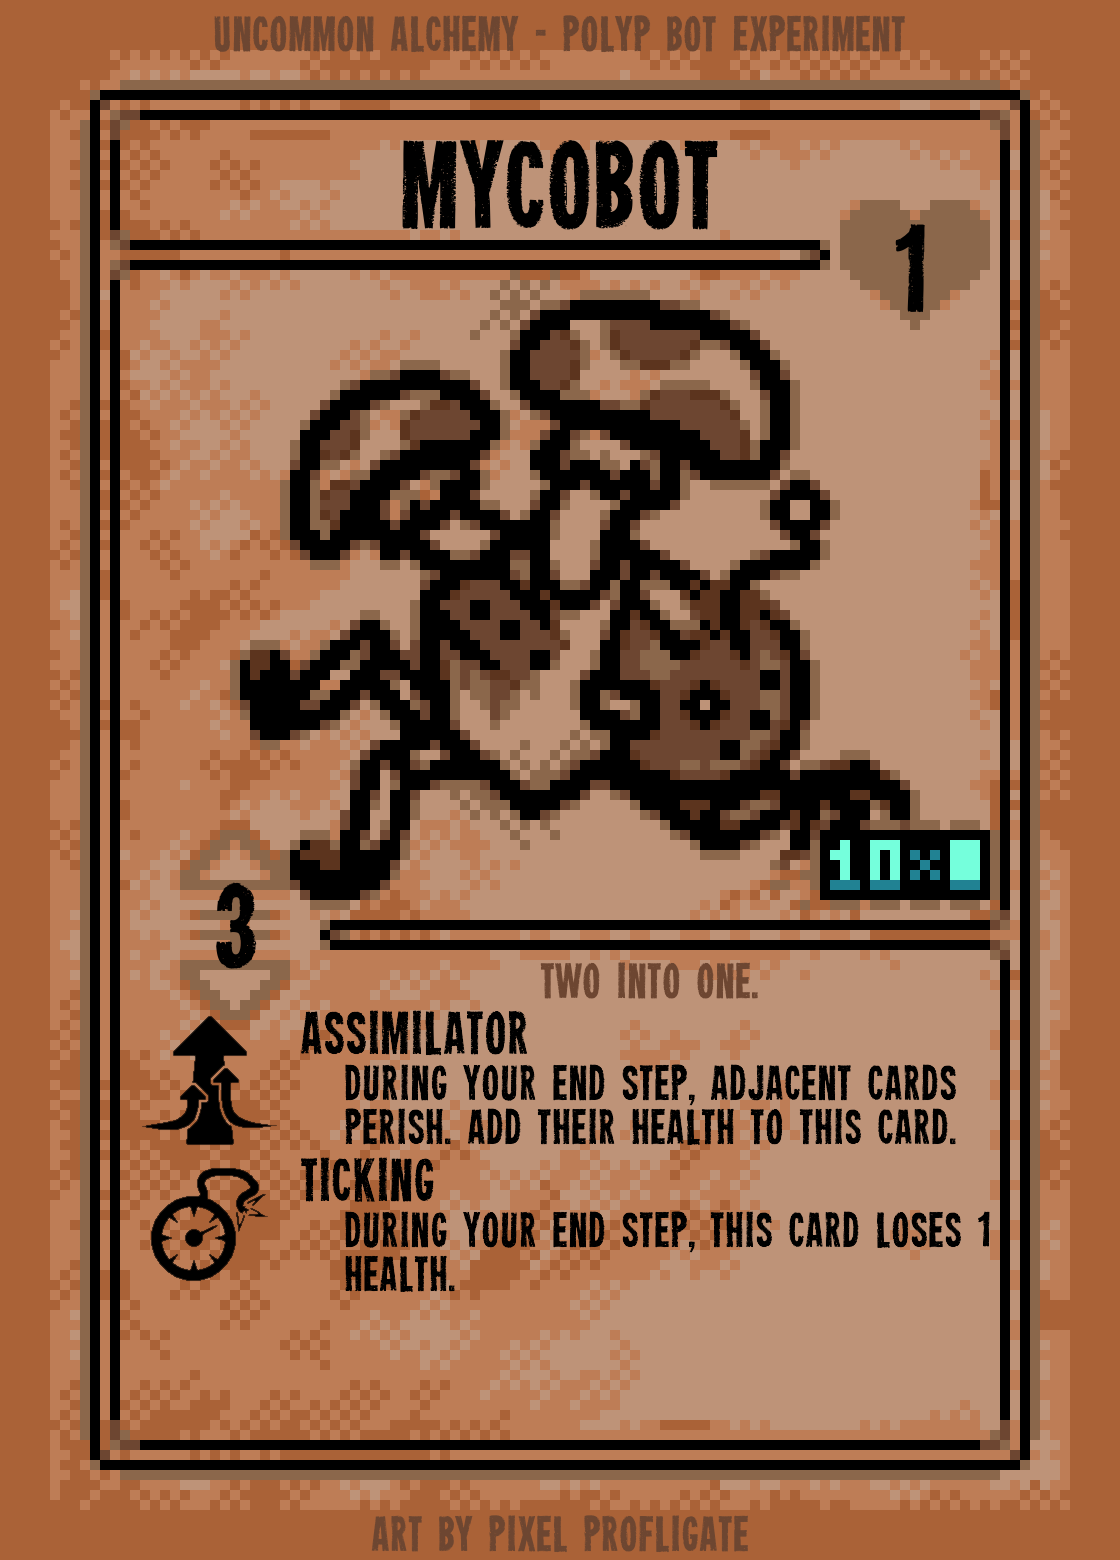 UNCOMMON ALCHEMY - POLYP BOT EXPERIMENT
MYCOBOT
1
10×
3
TWO INTO ONE.
ASSIMILATOR
DURING YOUR END STEP, ADJACENT CARDS
PERISH. ADD THEIR HEALTH TO THIS CARD.
TICKING
DURING YOUR END STEP, THIS CARD LOSES 1
HEALTH.
ART BY PIXEL PROFLIGATE